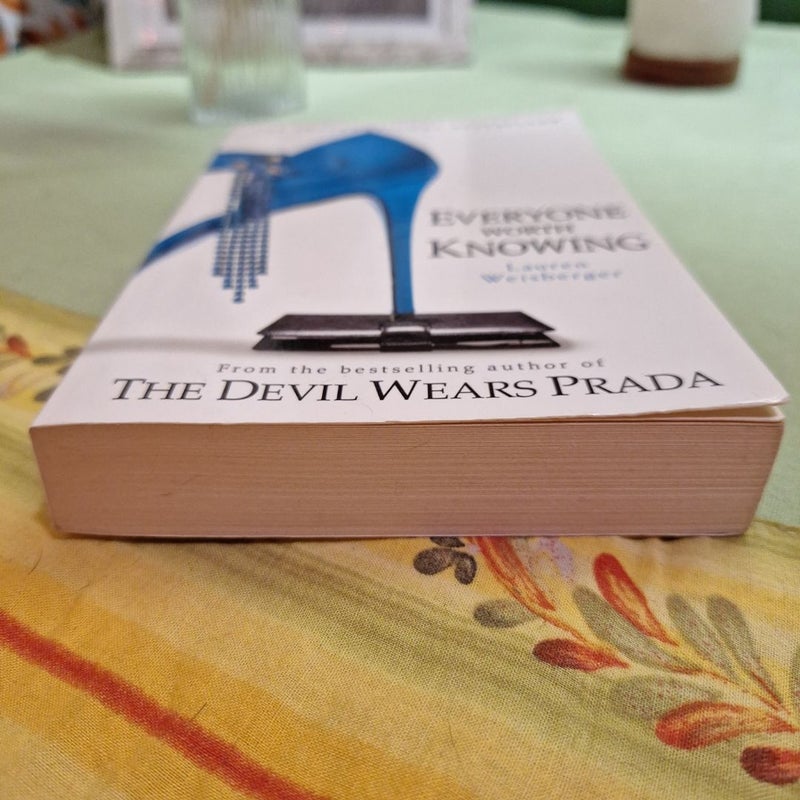 EVERYONE
WORTH
KNOWING
Lauren
Weisberger
From the bestselling author of
THE DEVIL WEARS PRADA